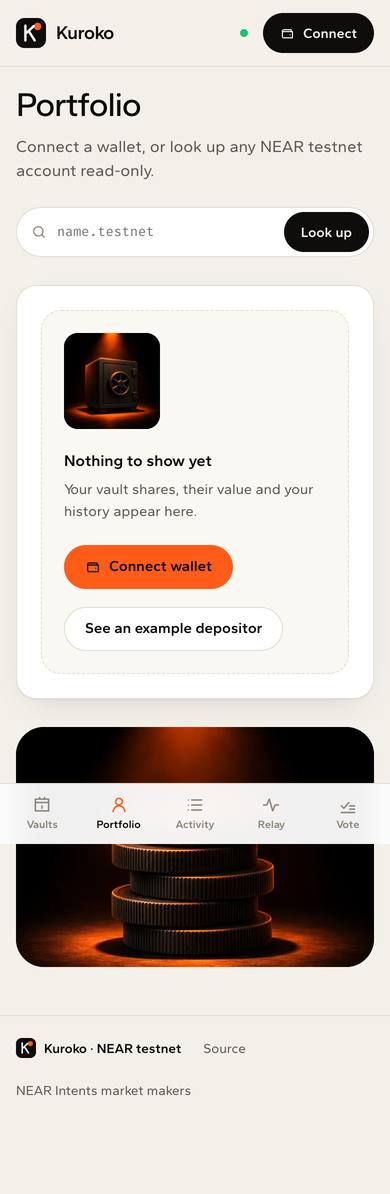 Kuroko
Connect
Portfolio
Connect a wallet, or look up any NEAR testnet
account read-only.
name.testnet
Look up
Nothing to show yet
Your vault shares, their value and your
history appear here.
Connect wallet
See an example depositor
Vaults
Portfolio
Activity
Relay
Vote
Kuroko · NEAR testnet
Source
NEAR Intents market makers